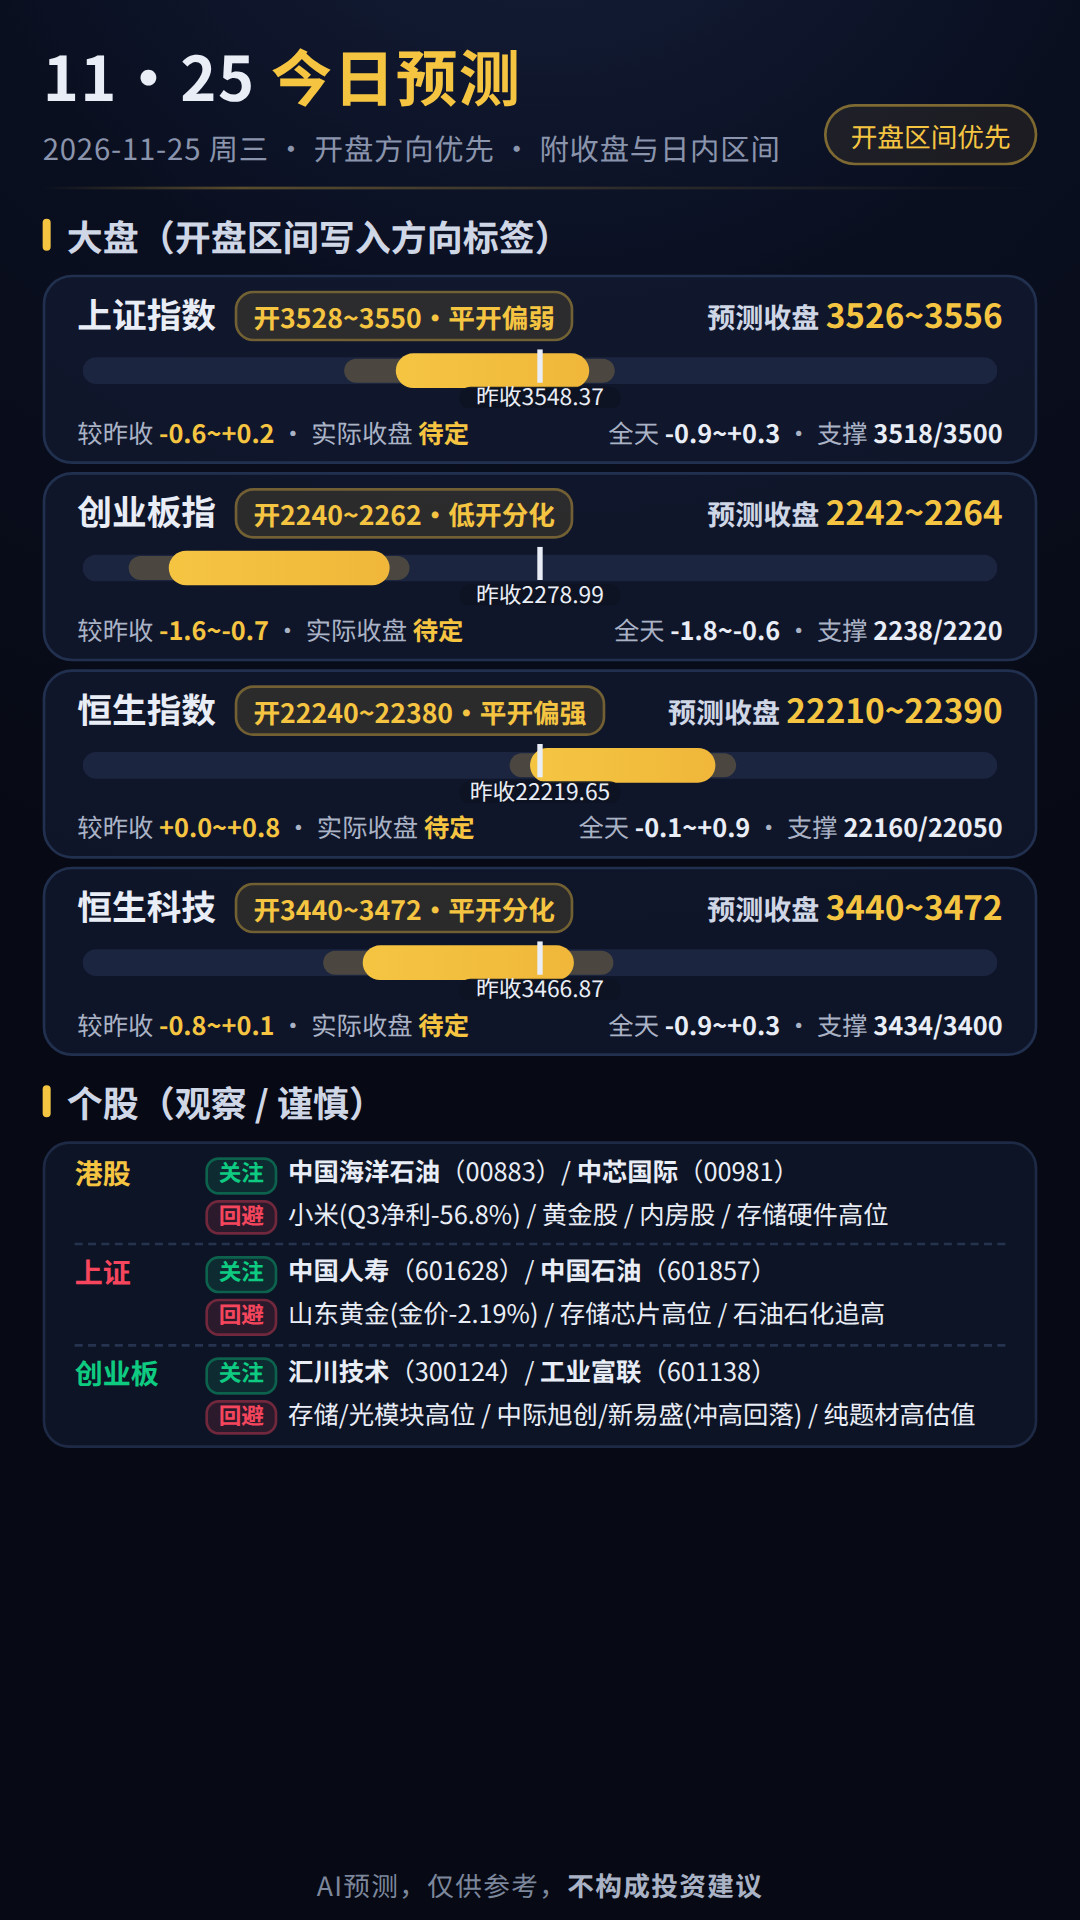 11·25 今日预测
2026-11-25 周三 · 开盘方向优先 · 附收盘与日内区间
开盘区间优先
大盘（开盘区间写入方向标签）
上证指数 开3528~3550·平开偏弱 预测收盘 3526~3556
昨收3548.37
较昨收 -0.6~+0.2 · 实际收盘 待定 全天 -0.9~+0.3 · 支撑 3518/3500
创业板指 开2240~2262·低开分化 预测收盘 2242~2264
昨收2278.99
较昨收 -1.6~-0.7 · 实际收盘 待定 全天 -1.8~-0.6 · 支撑 2238/2220
恒生指数 开22240~22380·平开偏强 预测收盘 22210~22390
昨收22219.65
较昨收 +0.0~+0.8 · 实际收盘 待定 全天 -0.1~+0.9 · 支撑 22160/22050
恒生科技 开3440~3472·平开分化 预测收盘 3440~3472
昨收3466.87
较昨收 -0.8~+0.1 · 实际收盘 待定 全天 -0.9~+0.3 · 支撑 3434/3400
个股（观察 / 谨慎）
港股 关注 中国海洋石油（00883）/ 中芯国际（00981）
回避 小米(Q3净利-56.8%) / 黄金股 / 内房股 / 存储硬件高位
上证 关注 中国人寿（601628）/ 中国石油（601857）
回避 山东黄金(金价-2.19%) / 存储芯片高位 / 石油石化追高
创业板 关注 汇川技术（300124）/ 工业富联（601138）
回避 存储/光模块高位 / 中际旭创/新易盛(冲高回落) / 纯题材高估值
AI预测，仅供参考，不构成投资建议